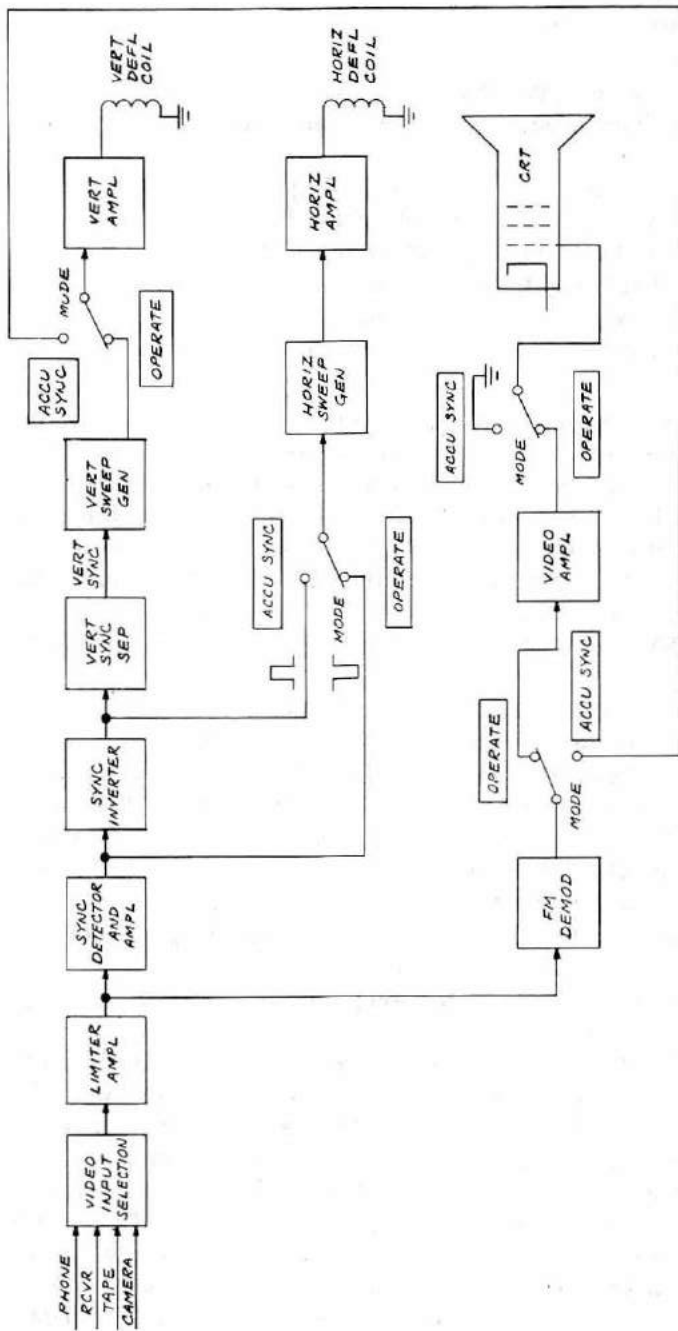 PHONE
RCVR
TAPE
CAMERA
VIDEO
INPUT
SELECTION
LIMITER
AMPL
SYNC
DETECTOR
AND
AMPL
SYNC
INVERTER
VERT
SYNC
SEP
VERT
SYNC
VERT
SWEEP
GEN
ACCU
SYNC
MODE
OPERATE
VERT
AMPL
VERT
DEFL
COIL
ACCU SYNC
MODE
OPERATE
HORIZ
SWEEP
GEN
HORIZ
AMPL
HORIZ
DEFL
COIL
FM
DEMOD
OPERATE
MODE
ACCU SYNC
VIDEO
AMPL
ACCU SYNC
MODE
OPERATE
CRT